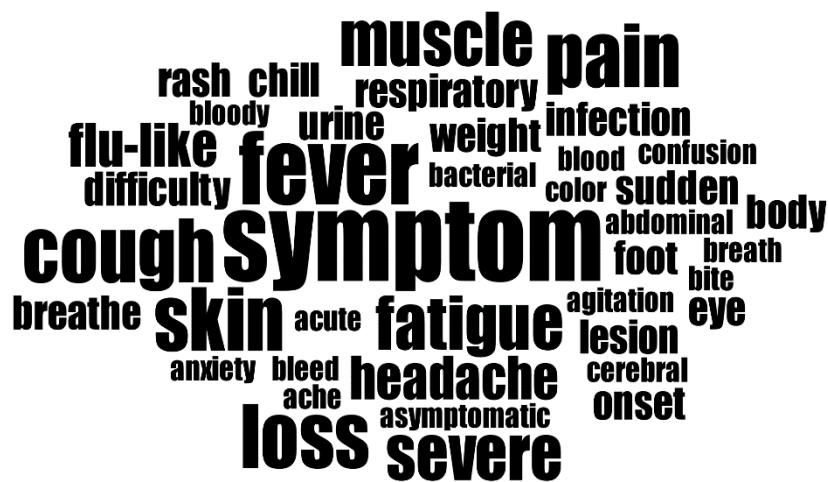 muscle pain
rash chill respiratory
bloody urine weight infection
flu-like fever blood confusion
difficulty bacterial color sudden
symptom abdominal body
cough foot breath
bite
breathe skin acute fatigue agitation eye
lesion
anxiety bleed headache cerebral
ache onset
loss asymptomatic
severe